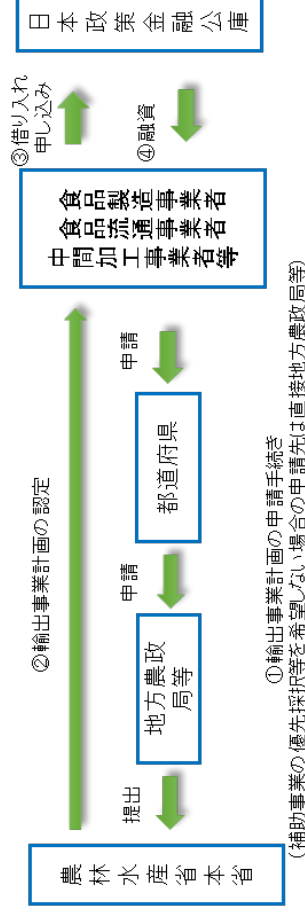 ②輸出事業計画の認定
農林水産省本省
提出
地方農政
局等
申請
都道府県
申請
食品製造事業者
食品流通事業者
中間加工事業者等
③借り入れ
申し込み
④融資
日本政策金融公庫
①輸出事業計画の申請手続き
(補助事業の優先採択等を希望しない場合の申請先は直接地方農政局等)